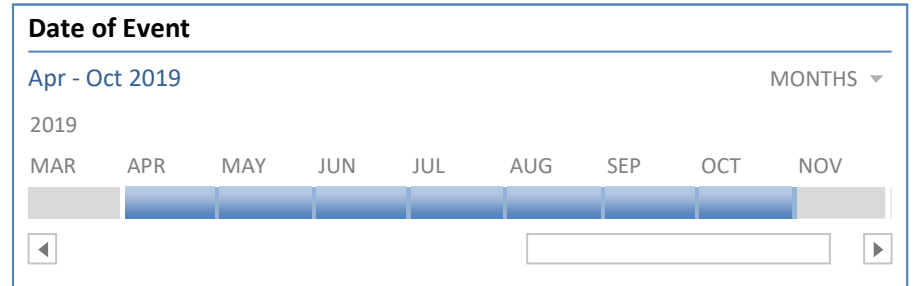 Date of Event
Apr - Oct 2019 MONTHS
2019
MAR APR MAY JUN JUL AUG SEP OCT NOV